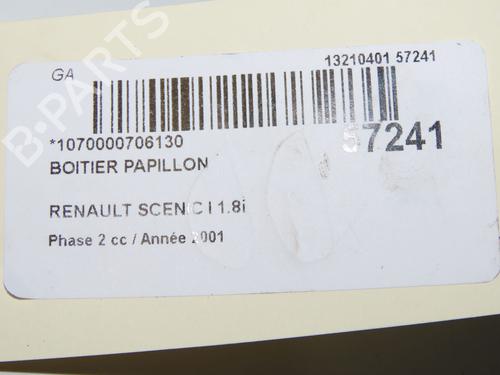 GA
13210401 57241
*1070000706130
57241
BOITIER PAPILLON
RENAULT SCENIC I 1.8i
Phase 2 cc / Année 2001
B-PARTS